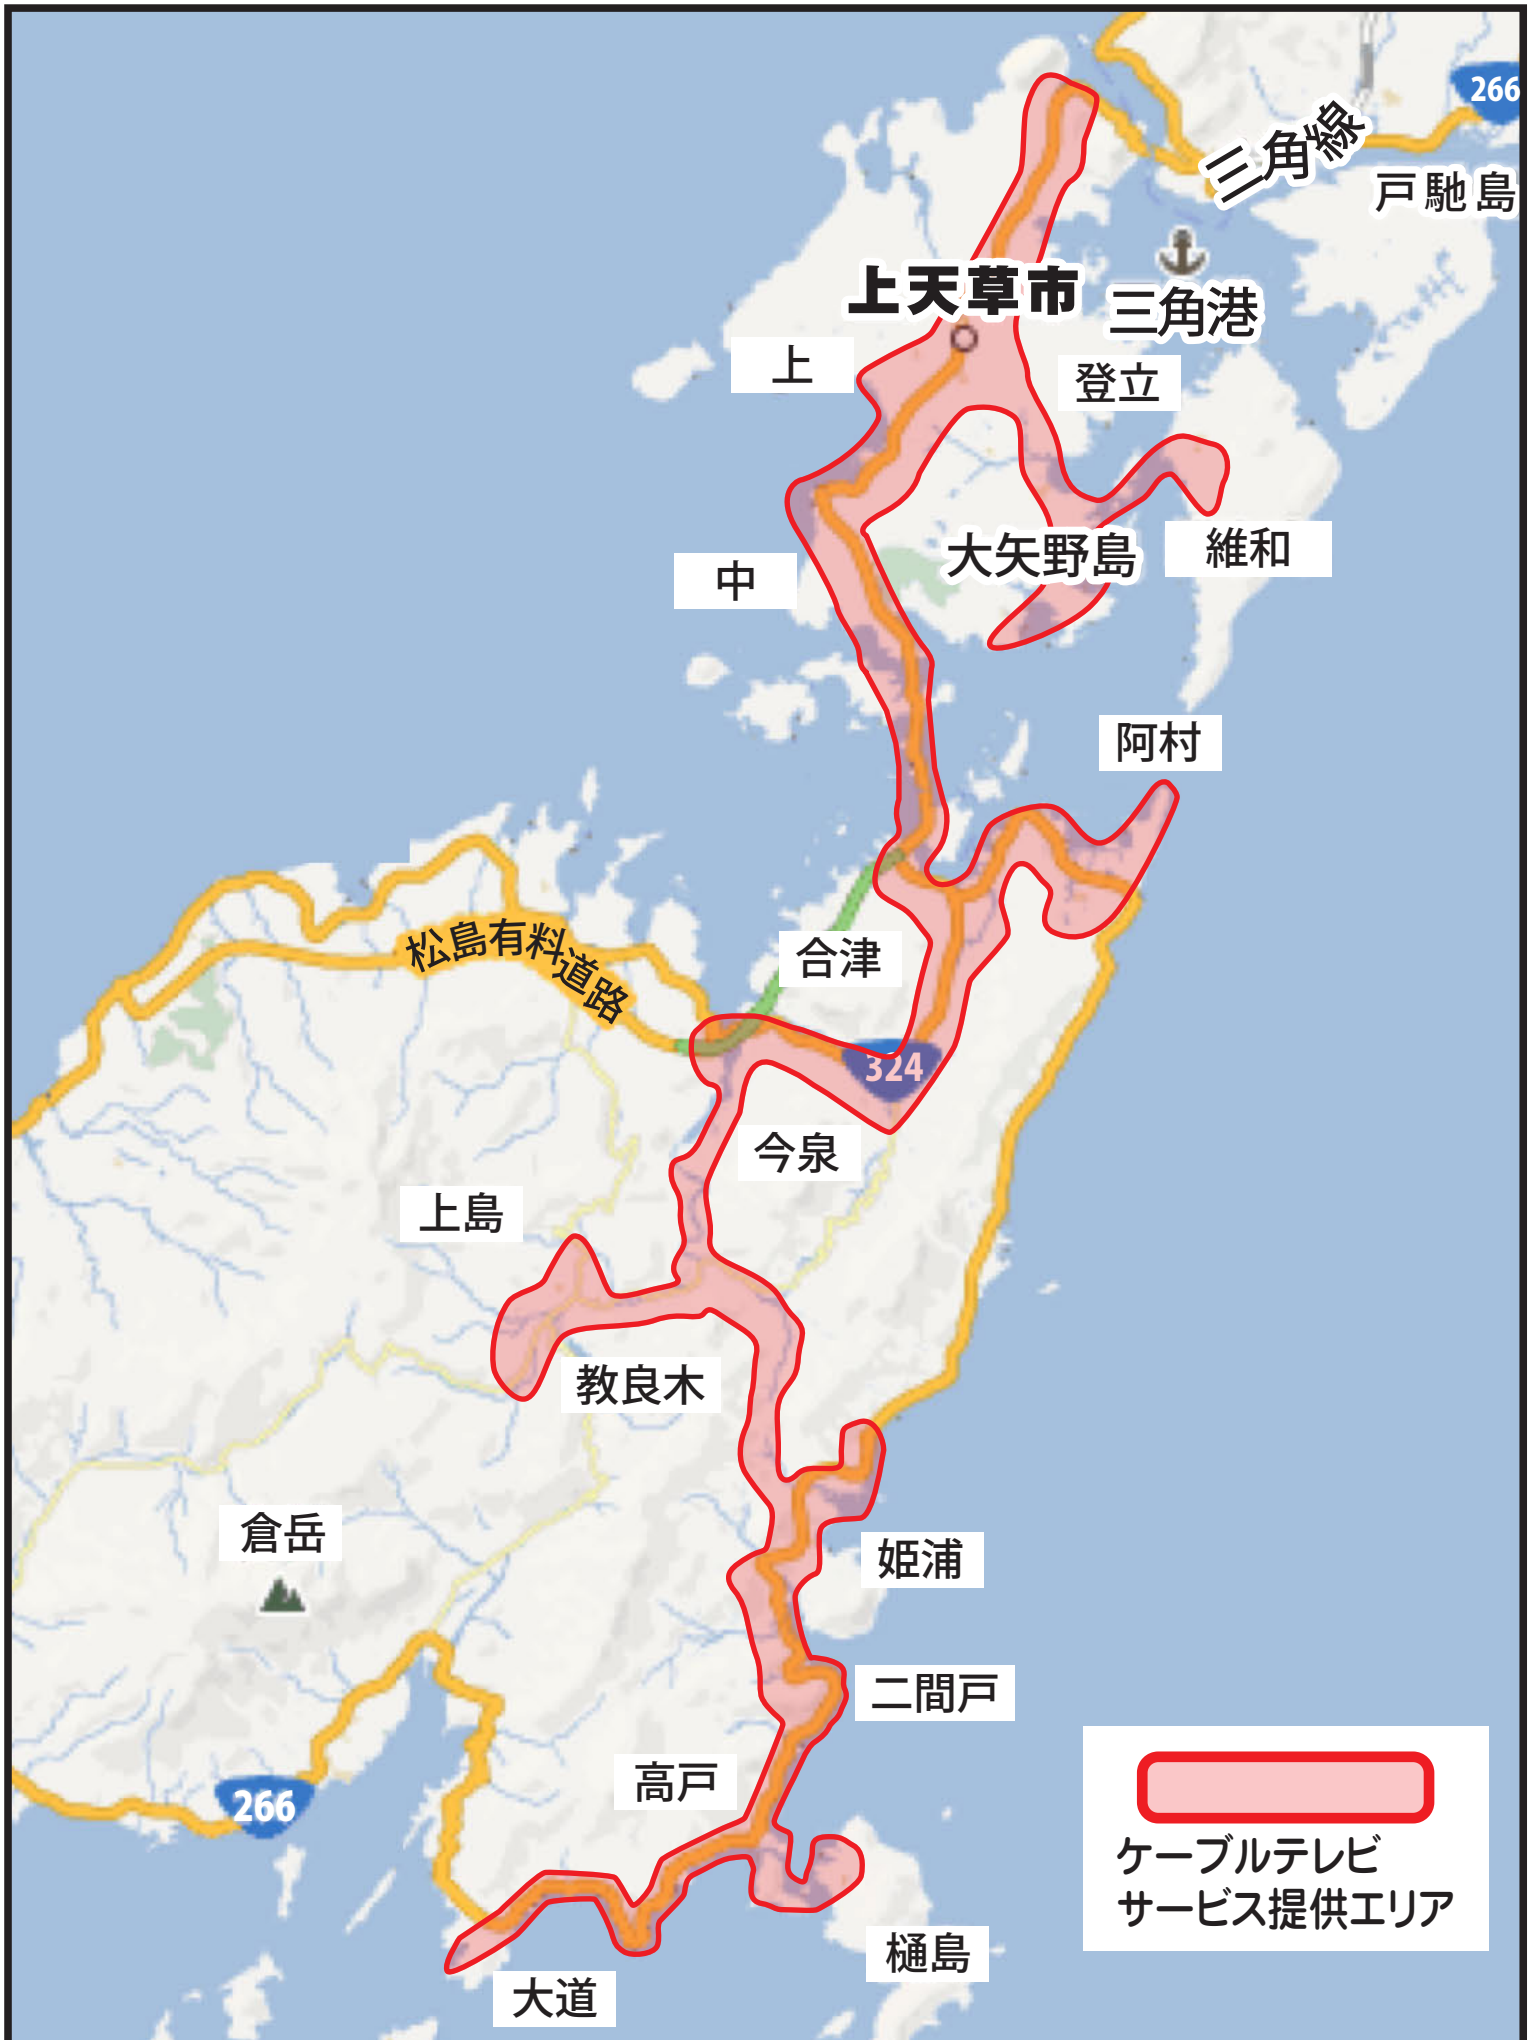 266
三角線
戸馳島
上天草市
三角港
上
登立
大矢野島
維和
中
阿村
松島有料道路
合津
324
今泉
上島
教良木
倉岳
姫浦
二間戸
高戸
266
ケーブルテレビ
サービス提供エリア
樋島
大道